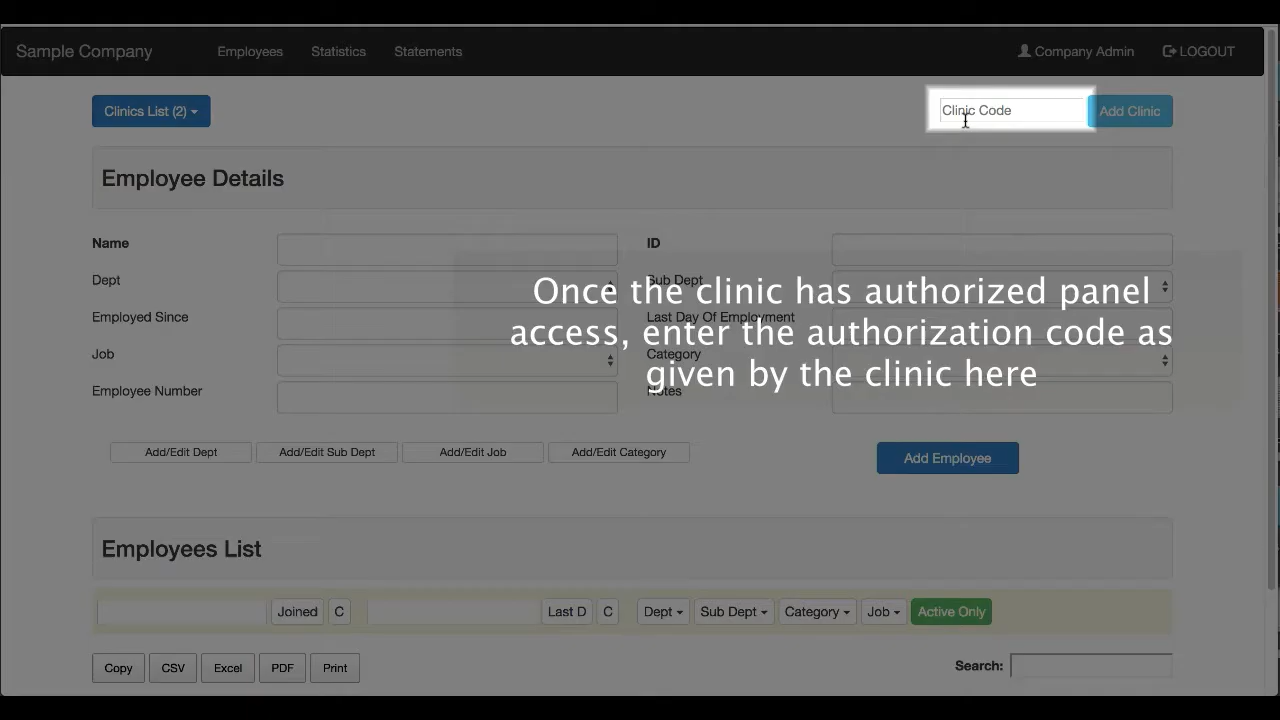 Sample Company Employees Statistics Statements Company Admin LOGOUT
Clinics List (2) Clinic Code Add Clinic
Employee Details
Name ID
Dept Sub Dept
Once the clinic has authorized panel
Employed Since Last Day Of Employment
access, enter the authorization code as
Job Category
given by the clinic here
Employee Number Notes
Add/Edit Dept Add/Edit Sub Dept Add/Edit Job Add/Edit Category Add Employee
Employees List
Joined C Last D C Dept Sub Dept Category Job Active Only
Copy CSV Excel PDF Print Search: